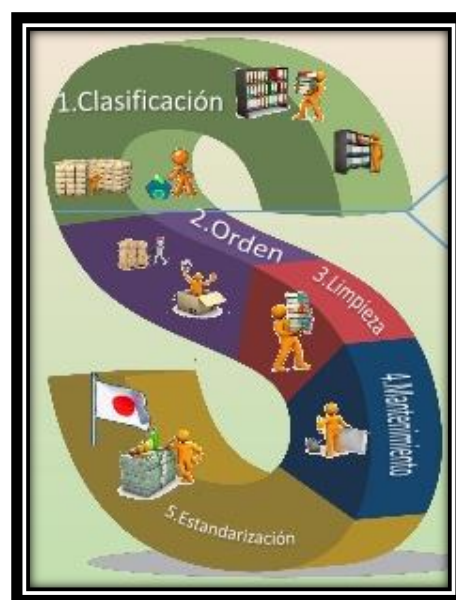 1.Clasificación
2.Orden
3.Limpieza
4.Mantenimiento
5.Estandarización